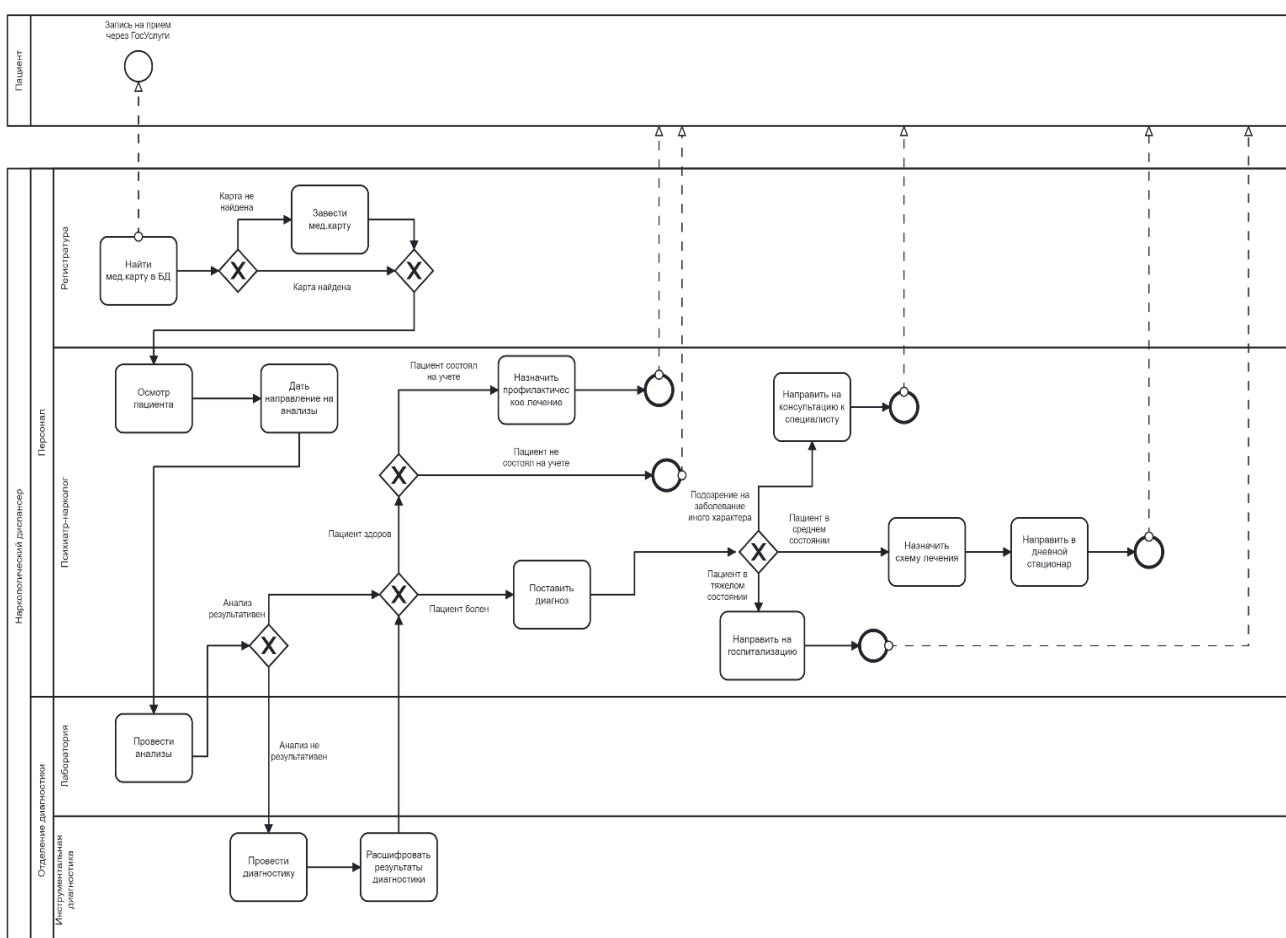 Запись на прием
через ГосУслуги
Пациент
Наркологический диспансер
Персонал
Регистратура
Карта не
найдена
Завести
мед.карту
Найти
мед.карту в БД
Карта найдена
Психиатр-нарколог
Осмотр
пациента
Дать
направление на
анализы
Пациент состоял
на учете
Назначить
профилактичес
кое лечение
Пациент не
состоял на учете
Направить на
консультацию к
специалисту
Подозрение на
заболевание
иного характера
Пациент в
среднем
состоянии
Назначить
схему лечения
Направить в
дневной
стационар
Пациент здоров
Поставить
диагноз
Пациент болен
Пациент в
тяжелом
состоянии
Анализ
результативен
Направить на
госпитализацию
Отделение диагностики
Лаборатория
Провести
анализы
Анализ не
результативен
Инструментальная
диагностика
Провести
диагностику
Расшифровать
результаты
диагностики